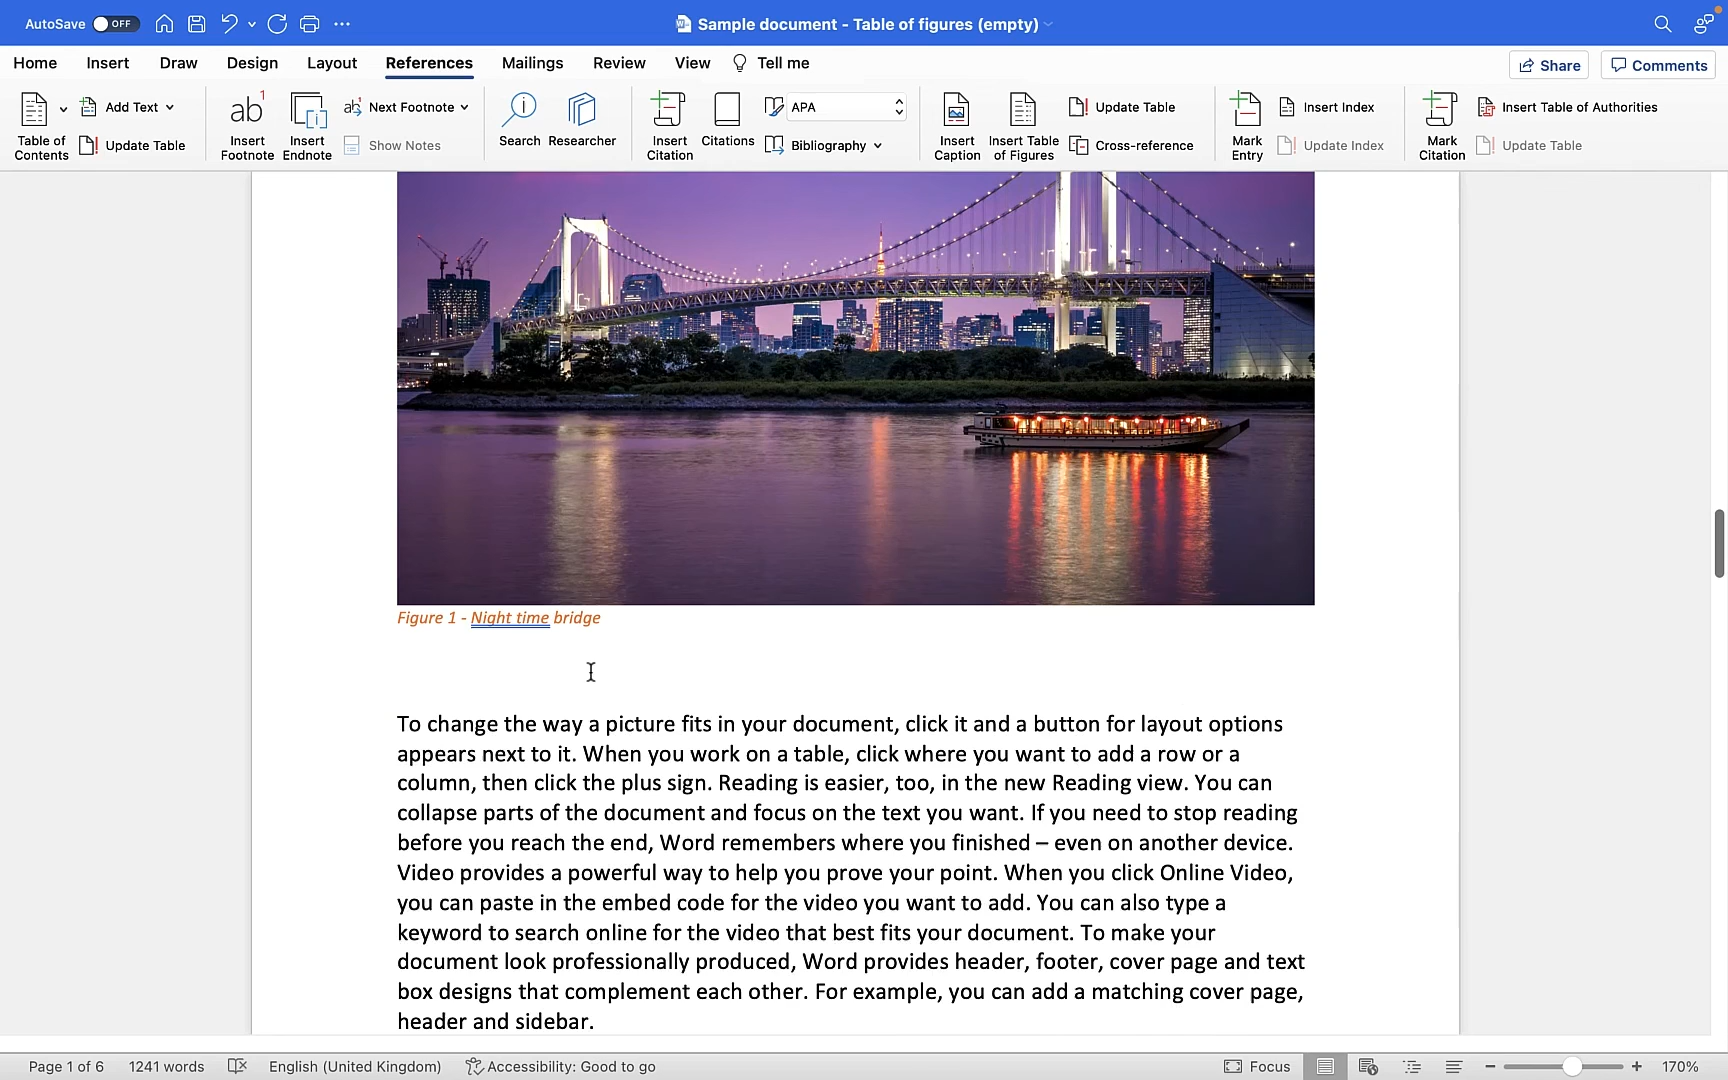 AutoSave OFF
Sample document - Table of figures (empty)
Home Insert Draw Design Layout References Mailings Review View Tell me
Share Comments
Table of Contents
Add Text
Update Table
Insert Footnote
Insert Endnote
Next Footnote
Show Notes
Search
Researcher
Insert Citation
Citations
APA
Bibliography
Insert Caption
Insert Table of Figures
Update Table
Cross-reference
Mark Entry
Insert Index
Update Index
Mark Citation
Insert Table of Authorities
Update Table
Figure 1 - Night time bridge
To change the way a picture fits in your document, click it and a button for layout options
appears next to it. When you work on a table, click where you want to add a row or a
column, then click the plus sign. Reading is easier, too, in the new Reading view. You can
collapse parts of the document and focus on the text you want. If you need to stop reading
before you reach the end, Word remembers where you finished – even on another device.
Video provides a powerful way to help you prove your point. When you click Online Video,
you can paste in the embed code for the video you want to add. You can also type a
keyword to search online for the video that best fits your document. To make your
document look professionally produced, Word provides header, footer, cover page and text
box designs that complement each other. For example, you can add a matching cover page,
header and sidebar.
Page 1 of 6 1241 words English (United Kingdom) Accessibility: Good to go Focus 170%